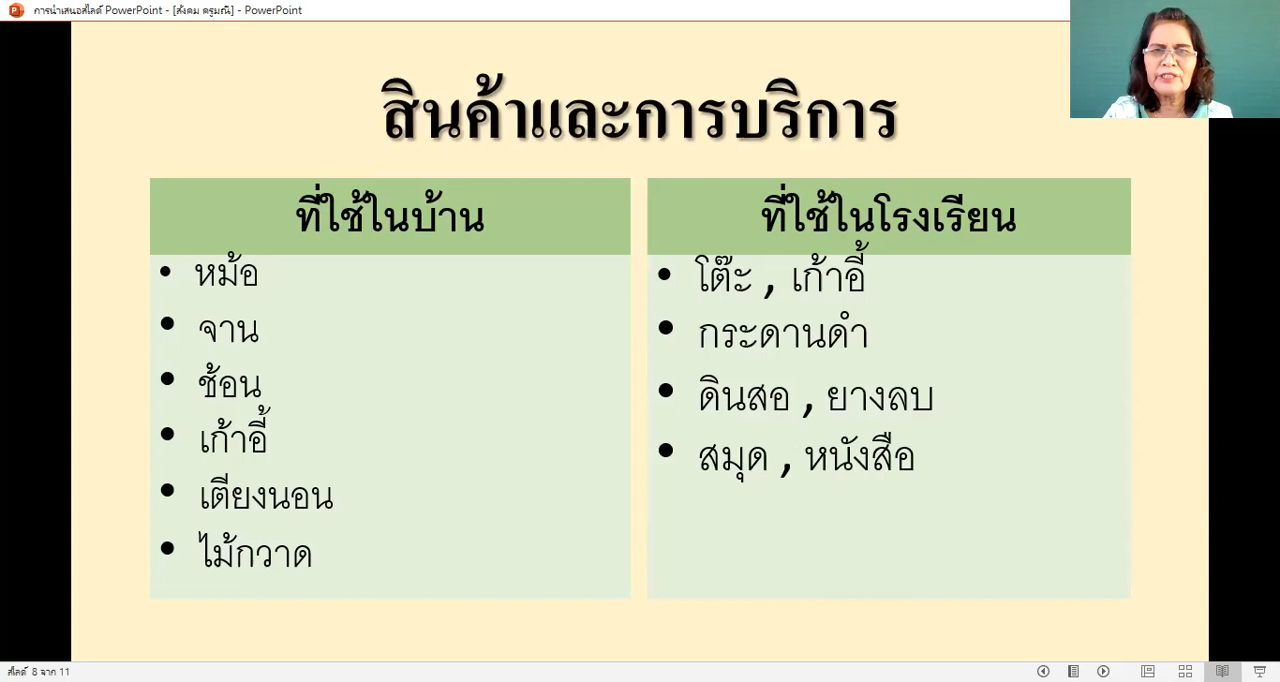 การนำเสนอสไลด์ PowerPoint - [สังคม ครูมณี] - PowerPoint
สินค้าและการบริการ
ที่ใช้ในบ้าน
• หม้อ
• จาน
• ช้อน
• เก้าอี้
• เตียงนอน
• ไม้กวาด
ที่ใช้ในโรงเรียน
• โต๊ะ , เก้าอี้
• กระดานดำ
• ดินสอ , ยางลบ
• สมุด , หนังสือ
สไลด์ 8 จาก 11